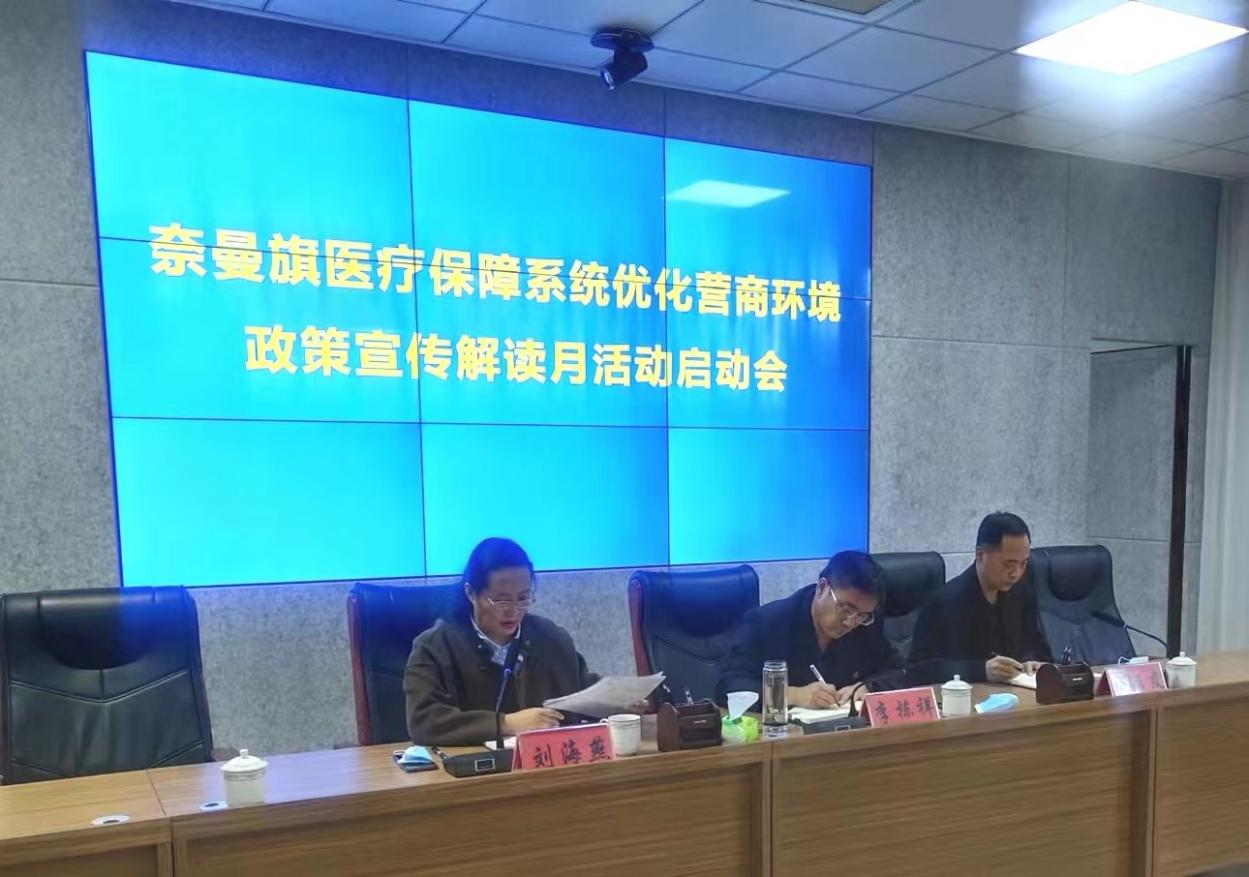 奈曼旗医疗保障系统优化营商环境
政策宣传解读月活动启动会
刘海燕
李栋祥